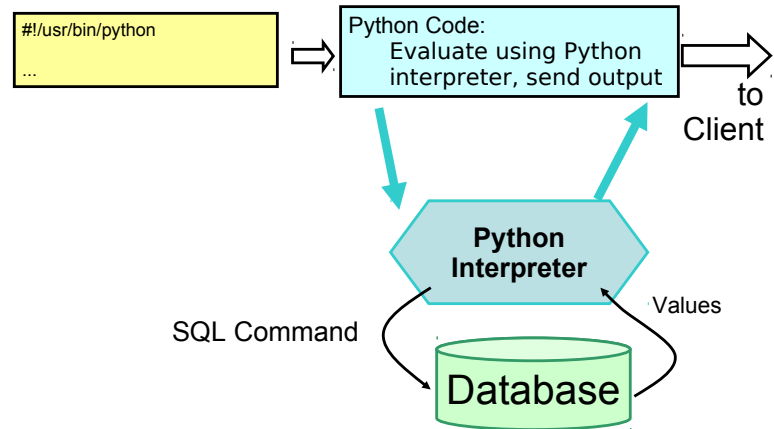 #!/usr/bin/python
...
Python Code:
Evaluate using Python
interpreter, send output
to
Client
Python
Interpreter
SQL Command
Values
Database